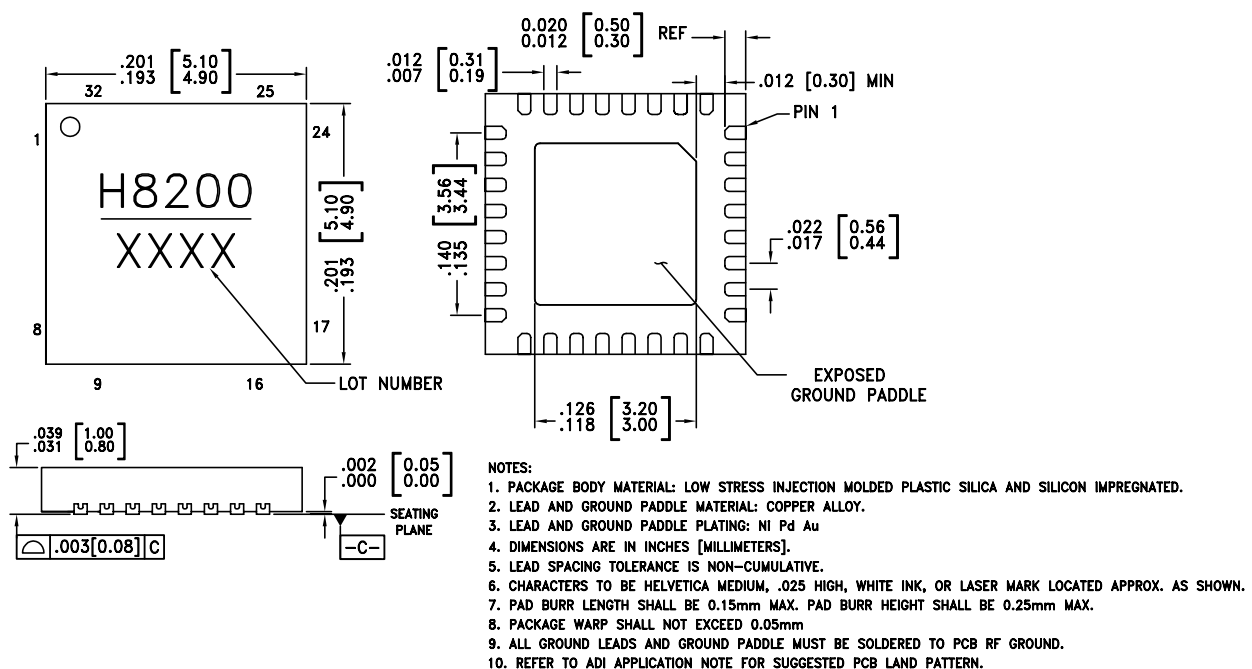 .201 [5.10]
.193 [4.90]
32
25
1
24
H8200
XXXX
[5.10]
[4.90]
.201
.193
8
17
9
16
LOT NUMBER
0.020 [0.50] REF
0.012 [0.30]
.012 [0.31]
.007 [0.19]
.012 [0.30] MIN
PIN 1
[3.56]
[3.44]
.140
.135
.022 [0.56]
.017 [0.44]
EXPOSED
GROUND PADDLE
.126 [3.20]
.118 [3.00]
.039 [1.00]
.031 [0.80]
.002 [0.05]
.000 [0.00]
SEATING
PLANE
.003[0.08] C
-C-
NOTES:
1. PACKAGE BODY MATERIAL: LOW STRESS INJECTION MOLDED PLASTIC SILICA AND SILICON IMPREGNATED.
2. LEAD AND GROUND PADDLE MATERIAL: COPPER ALLOY.
3. LEAD AND GROUND PADDLE PLATING: NI Pd Au
4. DIMENSIONS ARE IN INCHES [MILLIMETERS].
5. LEAD SPACING TOLERANCE IS NON-CUMULATIVE.
6. CHARACTERS TO BE HELVETICA MEDIUM, .025 HIGH, WHITE INK, OR LASER MARK LOCATED APPROX. AS SHOWN.
7. PAD BURR LENGTH SHALL BE 0.15mm MAX. PAD BURR HEIGHT SHALL BE 0.25mm MAX.
8. PACKAGE WARP SHALL NOT EXCEED 0.05mm
9. ALL GROUND LEADS AND GROUND PADDLE MUST BE SOLDERED TO PCB RF GROUND.
10. REFER TO ADI APPLICATION NOTE FOR SUGGESTED PCB LAND PATTERN.